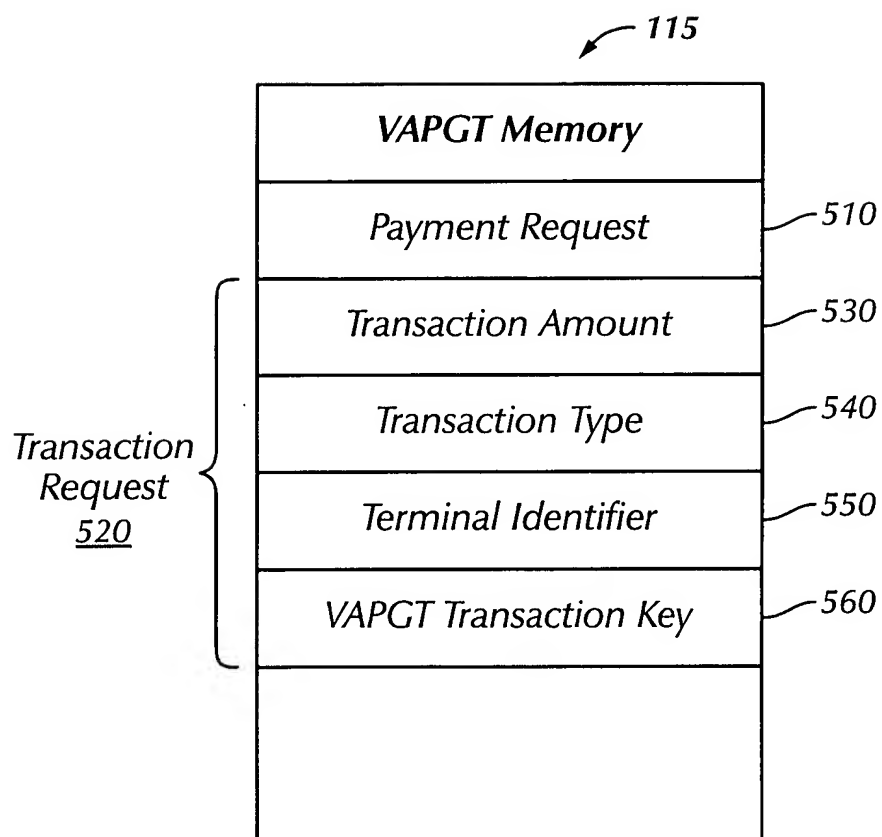 115
VAPGT Memory
Payment Request
510
Transaction Amount
530
Transaction Type
540
Transaction
Request
520
Terminal Identifier
550
VAPGT Transaction Key
560